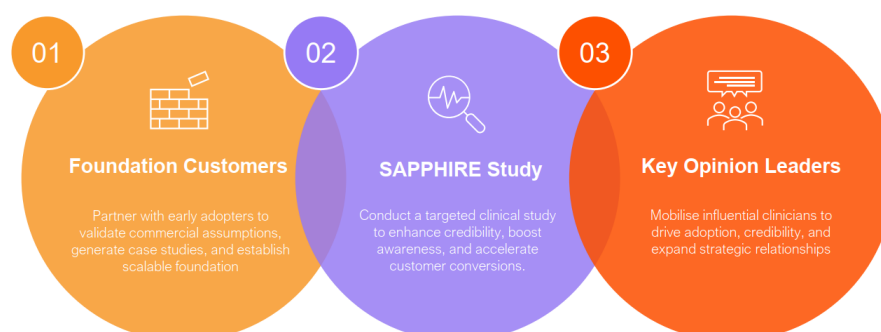 01
Foundation Customers
Partner with early adopters to
validate commercial assumptions,
generate case studies, and establish
scalable foundation
02
SAPPHIRE Study
Conduct a targeted clinical study
to enhance credibility, boost
awareness, and accelerate
customer conversions.
03
Key Opinion Leaders
Mobilise influential clinicians to
drive adoption, credibility, and
expand strategic relationships